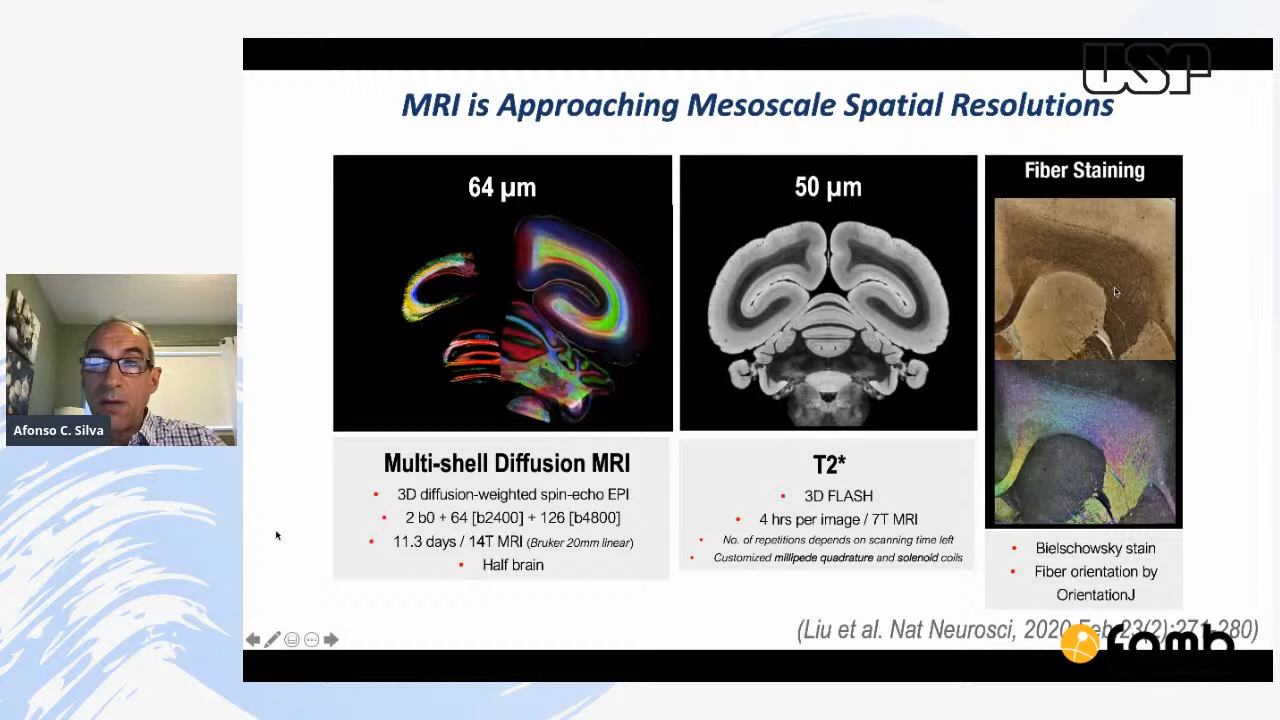 USP
MRI is Approaching Mesoscale Spatial Resolutions
64 µm
50 µm
Fiber Staining
Afonso C. Silva
Multi-shell Diffusion MRI
• 3D diffusion-weighted spin-echo EPI
• 2 b0 + 64 [b2400] + 126 [b4800]
• 11.3 days / 14T MRI (Bruker 20mm linear)
• Half brain
T2*
• 3D FLASH
• 4 hrs per image / 7T MRI
• No. of repetitions depends on scanning time left
• Customized millipede quadrature and solenoid coils
• Bielschowsky stain
• Fiber orientation by
OrientationJ
(Liu et al. Nat Neurosci, 2020 Feb 23(2):271-280)
famb